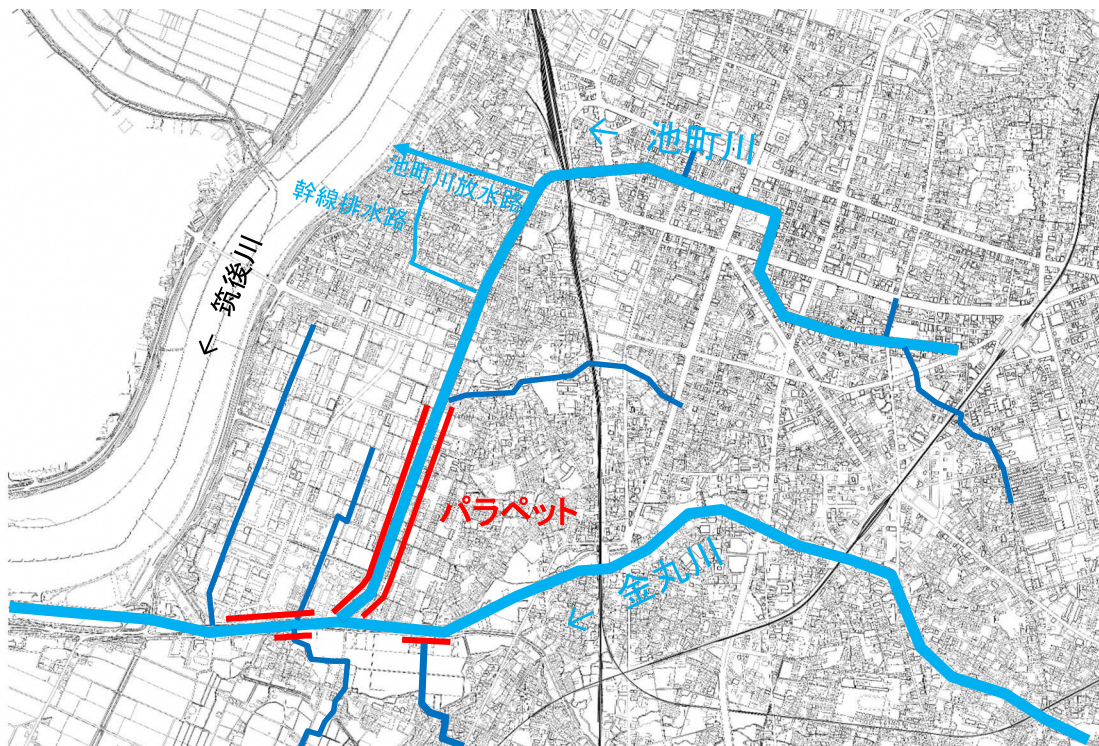 ← 池町川
池町川放水路
幹線排水路
← 筑後川
パラペット
← 金丸川